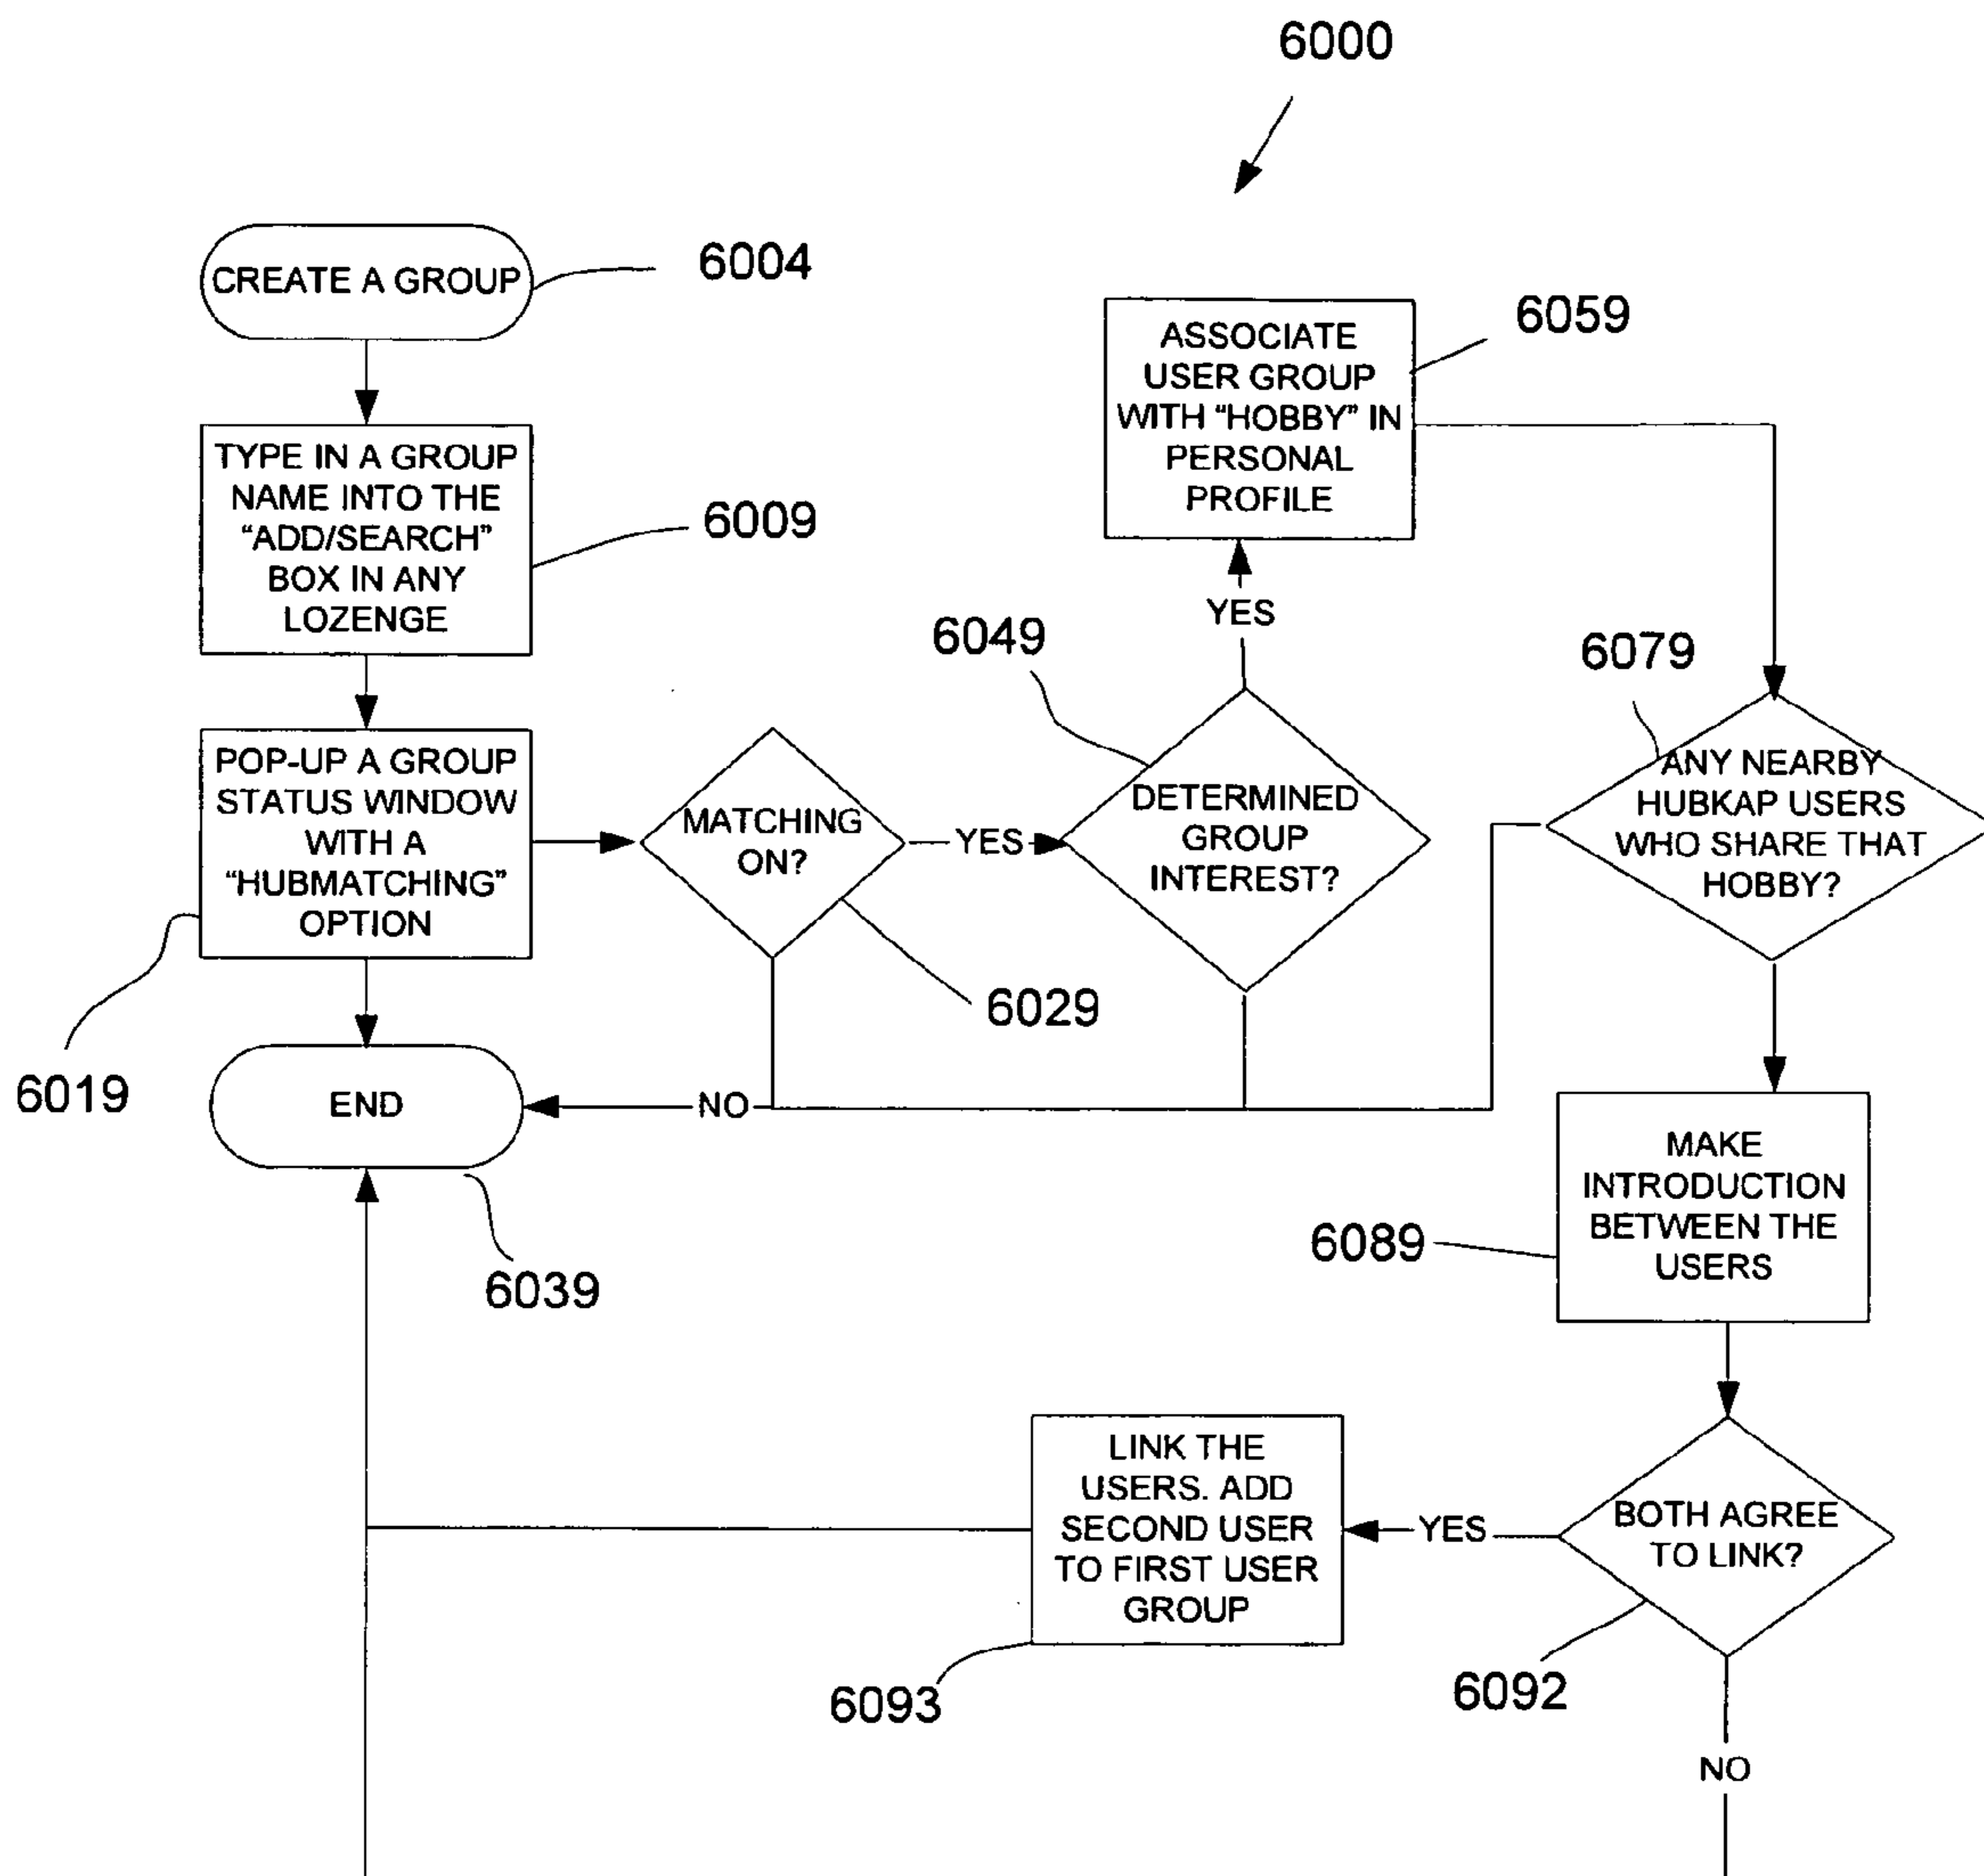 6000
CREATE A GROUP
6004
TYPE IN A GROUP
NAME INTO THE
“ADD/SEARCH”
BOX IN ANY
LOZENGE
6009
POP-UP A GROUP
STATUS WINDOW
WITH A
“HUBMATCHING”
OPTION
6019
MATCHING
ON?
6029
YES
DETERMINED
GROUP
INTEREST?
6049
YES
ASSOCIATE
USER GROUP
WITH “HOBBY” IN
PERSONAL
PROFILE
6059
ANY NEARBY
HUBKAP USERS
WHO SHARE THAT
HOBBY?
6079
NO
END
6039
MAKE
INTRODUCTION
BETWEEN THE
USERS
6089
BOTH AGREE
TO LINK?
6092
YES
LINK THE
USERS. ADD
SECOND USER
TO FIRST USER
GROUP
6093
NO